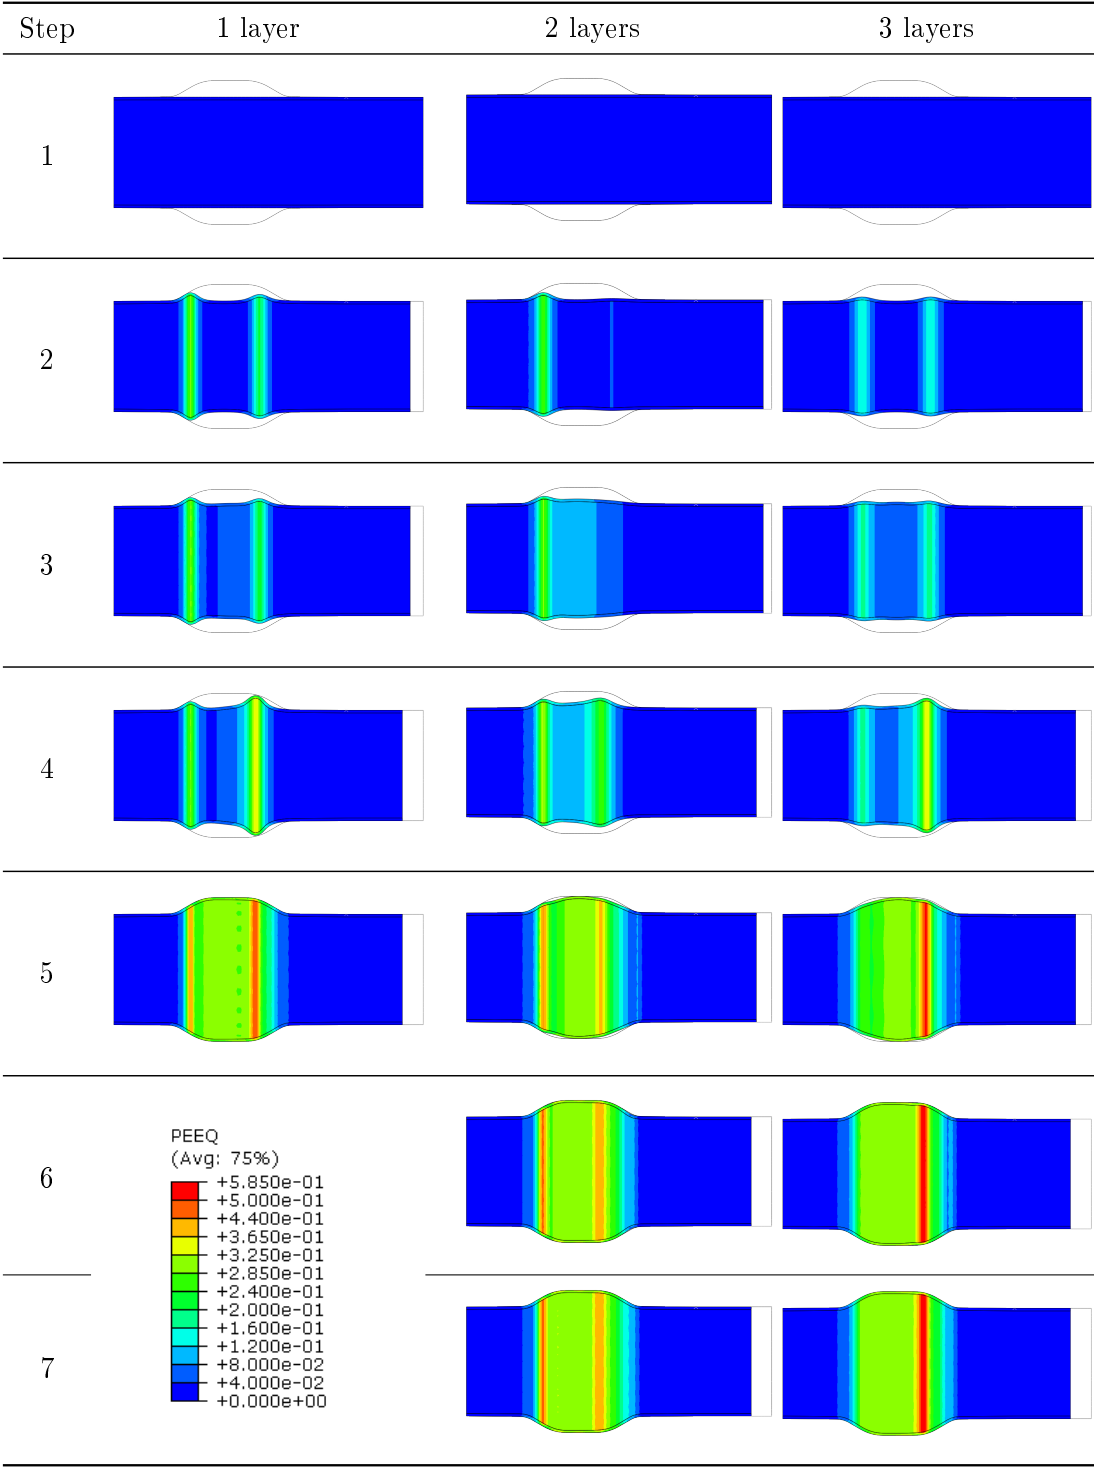 Step 1 layer 2 layers 3 layers
1
2
3
4
5
6
PEEQ
(Avg: 75%)
+5.850e-01
+5.000e-01
+4.400e-01
+3.650e-01
+3.250e-01
+2.850e-01
+2.400e-01
+2.000e-01
+1.600e-01
+1.200e-01
+8.000e-02
+4.000e-02
+0.000e+00
7